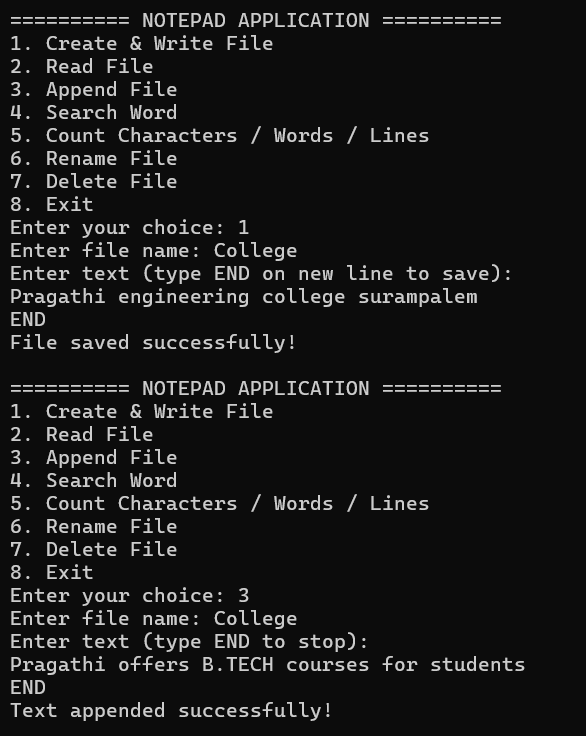 ========== NOTEPAD APPLICATION ==========
1. Create & Write File
2. Read File
3. Append File
4. Search Word
5. Count Characters / Words / Lines
6. Rename File
7. Delete File
8. Exit
Enter your choice: 1
Enter file name: College
Enter text (type END on new line to save):
Pragathi engineering college surampalem
END
File saved successfully!

========== NOTEPAD APPLICATION ==========
1. Create & Write File
2. Read File
3. Append File
4. Search Word
5. Count Characters / Words / Lines
6. Rename File
7. Delete File
8. Exit
Enter your choice: 3
Enter file name: College
Enter text (type END to stop):
Pragathi offers B.TECH courses for students
END
Text appended successfully!